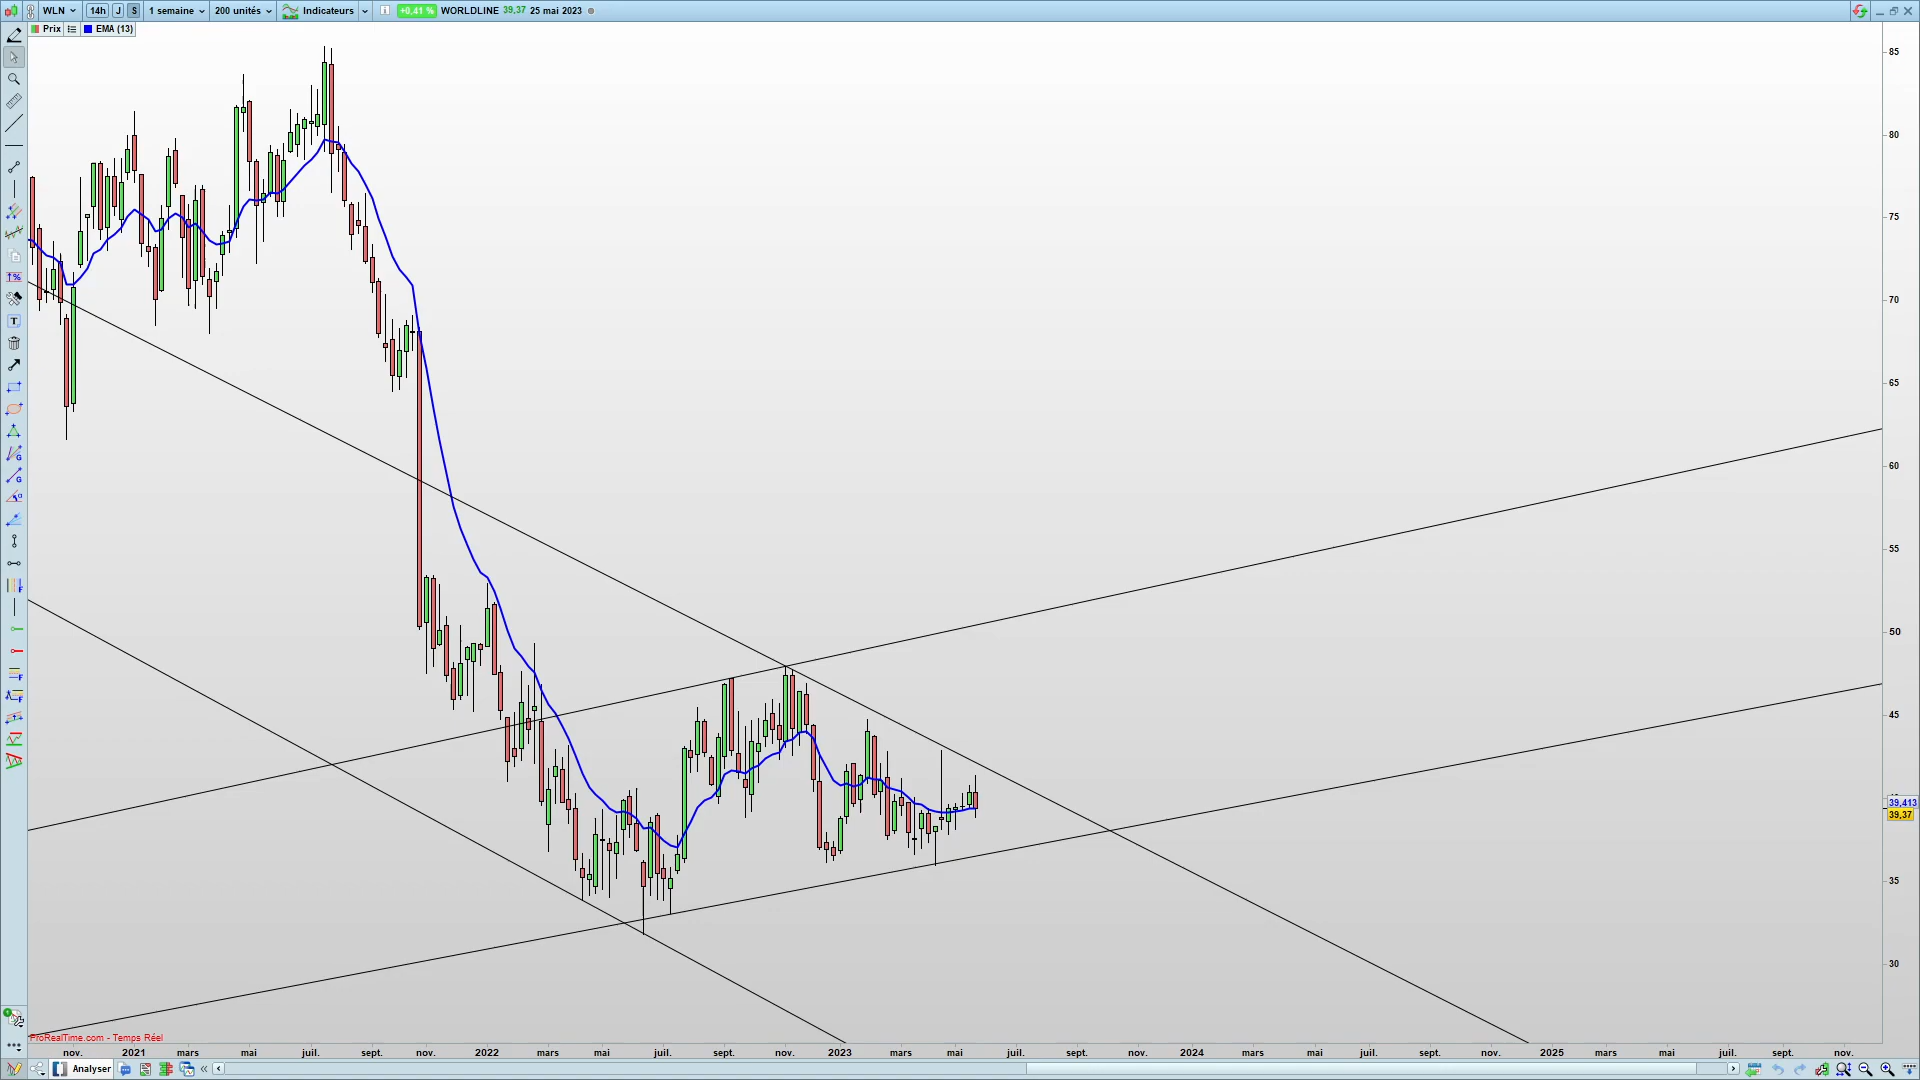 WLN 14h J S 1 semaine 200 unités Indicateurs +0,41 % WORLDLINE 39,37 25 mai 2023
Prix EMA (13)
85
80
75
70
65
60
55
50
45
39,413
39,37
35
30
ProRealTime.com - Temps Réel
nov. 2021 mars mai juil. sept. nov. 2022 mars mai juil. sept. nov. 2023 mars mai juil. sept. nov. 2024 mars mai juil. sept. nov. 2025 mars mai juil. sept. nov.
Analyser